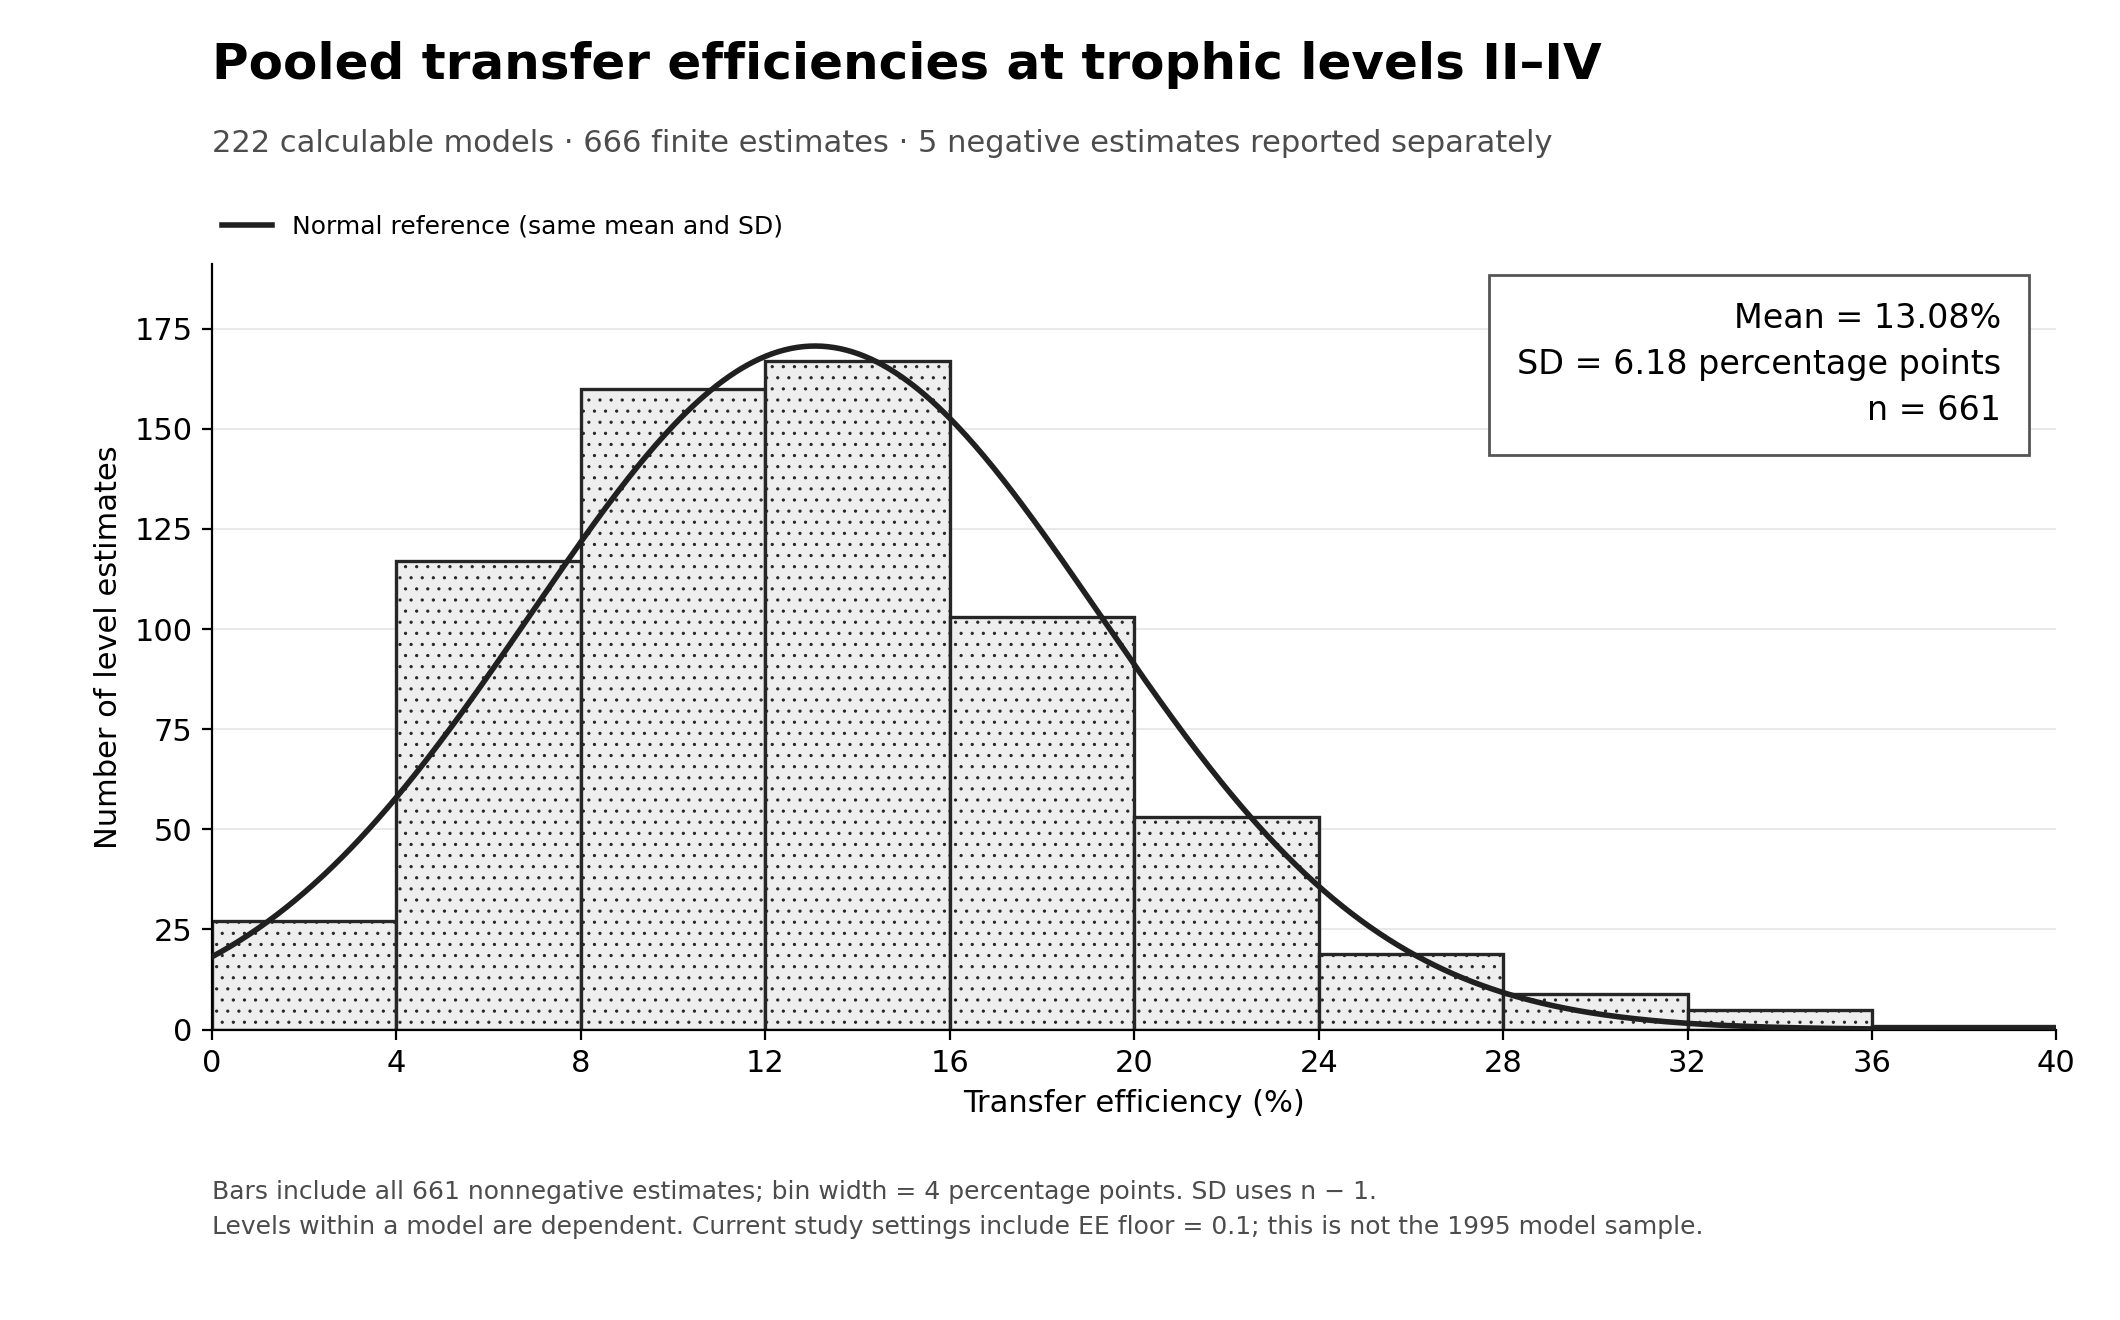 Pooled transfer efficiencies at trophic levels II–IV
222 calculable models · 666 finite estimates · 5 negative estimates reported separately
Normal reference (same mean and SD)
Mean = 13.08%
SD = 6.18 percentage points
n = 661
Number of level estimates
175
150
125
100
75
50
25
0
0 4 8 12 16 20 24 28 32 36 40
Transfer efficiency (%)
Bars include all 661 nonnegative estimates; bin width = 4 percentage points. SD uses n − 1.
Levels within a model are dependent. Current study settings include EE floor = 0.1; this is not the 1995 model sample.